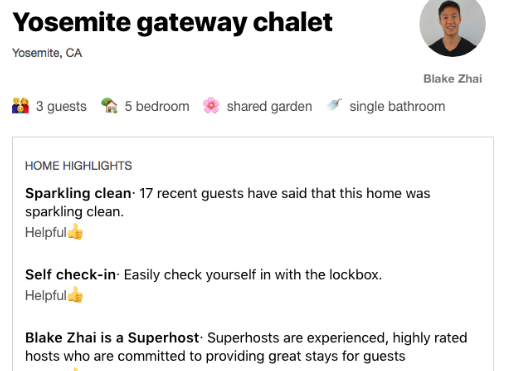 Yosemite gateway chalet
Yosemite, CA
Blake Zhai
3 guests 5 bedroom shared garden single bathroom
HOME HIGHLIGHTS
Sparkling clean· 17 recent guests have said that this home was
sparkling clean.
Helpful👍
Self check-in· Easily check yourself in with the lockbox.
Helpful👍
Blake Zhai is a Superhost· Superhosts are experienced, highly rated
hosts who are committed to providing great stays for guests